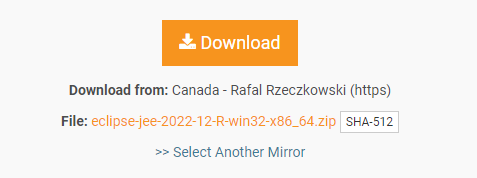 Download
Download from: Canada - Rafal Rzeczkowski (https)
File: eclipse-jee-2022-12-R-win32-x86_64.zip SHA-512
>> Select Another Mirror